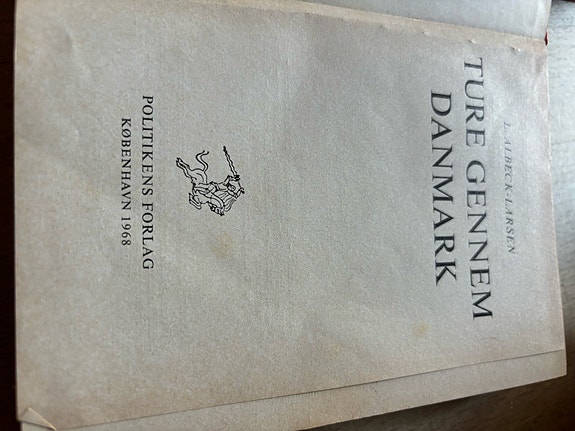 L. ALBECK-LARSEN
TURE GENNEM
DANMARK
POLITIKENS FORLAG
KØBENHAVN 1968